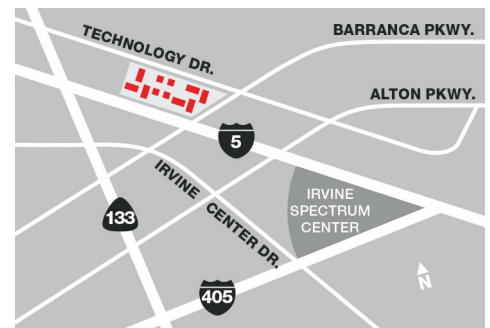 BARRANCA PKWY.
TECHNOLOGY DR.
ALTON PKWY.
5
IRVINE CENTER DR.
IRVINE
SPECTRUM
CENTER
133
405
N